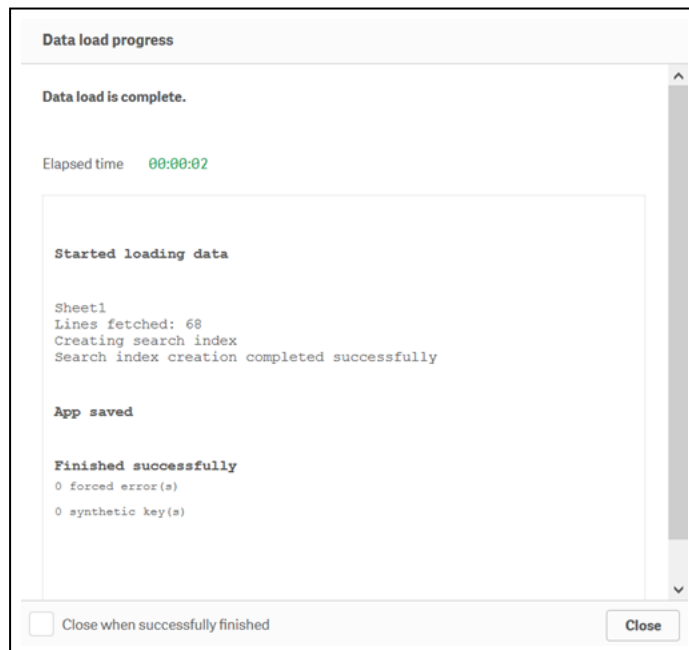 Data load progress
Data load is complete.
Elapsed time 00:00:02
Started loading data
Sheet1
Lines fetched: 68
Creating search index
Search index creation completed successfully
App saved
Finished successfully
0 forced error(s)
0 synthetic key(s)
Close when successfully finished
Close